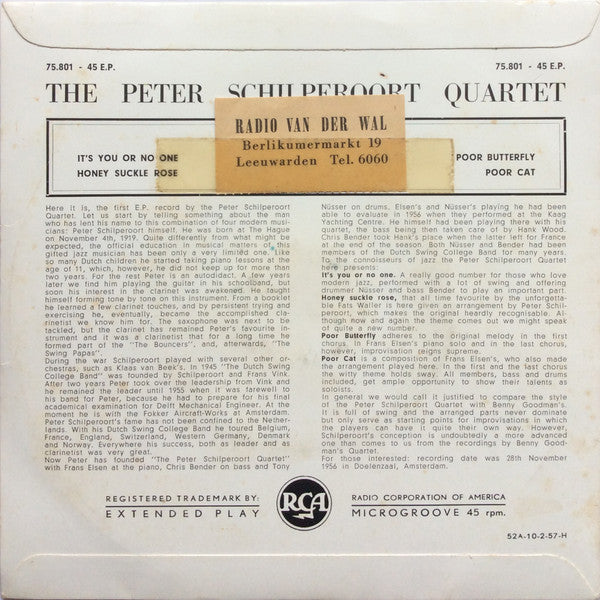 75.801 - 45 E.P.
75.801 - 45 E.P.
THE PETER SCHILPEROORT QUARTET
RADIO VAN DER WAL
Berlikumermarkt 19
Leeuwarden Tel. 6060
IT'S YOU OR NO ONE
HONEY SUCKLE ROSE
POOR BUTTERFLY
POOR CAT
Here it is, the first E.P. record by the Peter Schilperoort
Quartet. Let us start by telling something about the man
who has lent his name to this combination of four modern musi-
cians: Peter Schilperoort himself. He was born at The Hague
on November 4th, 1919. Quite differently from what might be
expected, the official education in musical matters of this
gifted jazz musician has been only a very limited one. Like
so many Dutch children he started taking piano lessons at the
age of 11, which, however, he did not keep up for more than
two years. For the rest he is an autodidact. A few years
later we find him playing the guitar in his schoolband, but
soon his interest in the clarinet was awakened. He taught
himself forming tone by tone on this instrument. From a booklet
he learned a few clarinet touches, and by persistent trying and
exercising he, eventually, became the accomplished cla-
rinetist we know him for. The saxophone was next to be
tackled, but the clarinet has remained Peter's favourite in-
strument and it was a clarinetist that for a long time he
formed part of the "Bouncers", and, afterwards, the "The
Swing Papas".
During the war Schilperoort played with several other or-
chestras, such as Klaas van Beek's. In 1945 "The Dutch Swing
College Band" was founded by Schilperoort and Frans Vink.
After two years Peter took over the leadership from Vink and
he remained the leader until 1955 when it was farewell to
his band for Peter, because he had to prepare for his final
academical examination for Delft Mechanical Engineer. At the
moment he is with the Fokker Aircraft-Works at Amsterdam.
Peter Schilperoort's fame has not been confined to the Nether-
lands. With his Dutch Swing College Band he toured Belgium,
France, England, Switzerland, Western Germany, Denmark
and Norway. Everywhere his success, both as leader and as
clarinetist was very great.
Now Peter has founded "The Peter Schilperoort Quartet"
with Frans Elsen at the piano, Chris Bender on bass and Tony
Nüsser on drums. Elsen's and Nüsser's playing he had been
able to evaluate in 1956 when they performed at the Kaag
Yachting Centre. He himself had been playing there with his
quartet, the bass being then taken care of by Hank Wood.
Chris Bender took Hank's place when the latter left for France
at the end of the season. Both Nüsser and Bender had been
members of the Dutch Swing College Band for many years.
To the connoisseurs of jazz the Peter Schilperoort Quartet
here presents:
It's you or no one. A really good number for those who love
modern jazz, performed with a lot of swing and offering
drummer Nüsser and bass Bender to play an important part.
Honey suckle rose, that all time favourite by the unforgetta-
ble Fats Waller is here given an arrangement by Peter Schil-
peroort, which makes the original heardly recognisable.
Although now and again the theme comes out we might speak
of quite a new number.
Poor Butterfly adheres to the original melody in the first
chorus. In Frans Elsen's piano solo and in the last chorus,
however, improvisation reigns supreme.
Poor Cat is a composition of Frans Elsen's, who also made
the arrangement played here. In the first and the last chorus
the witty theme holds sway. All members, bass and drums
included, get ample opportunity to show their talents as
soloists.
In general we would call it justified to compare the style
of the Peter Schilperoort Quartet with Benny Goodman's.
It is full of swing and the arranged parts never dominate
but only serve as starting points for improvisations in which
the players can have it quite their own way. However,
Schilperoort's conception is undoubtedly a more advanced
one than comes to us from the recordings by Benny Good-
man's Quartet.
For those interested: recording date was 28th November
1956 in Doelenzaal, Amsterdam.
REGISTERED TRADEMARK BY:
EXTENDED PLAY
RCA
RADIO CORPORATION OF AMERICA
MICROGROOVE 45 rpm.
52A-10-2-57-H